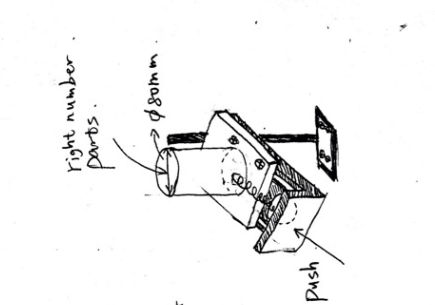 right number
parts.
φ80mm.
push